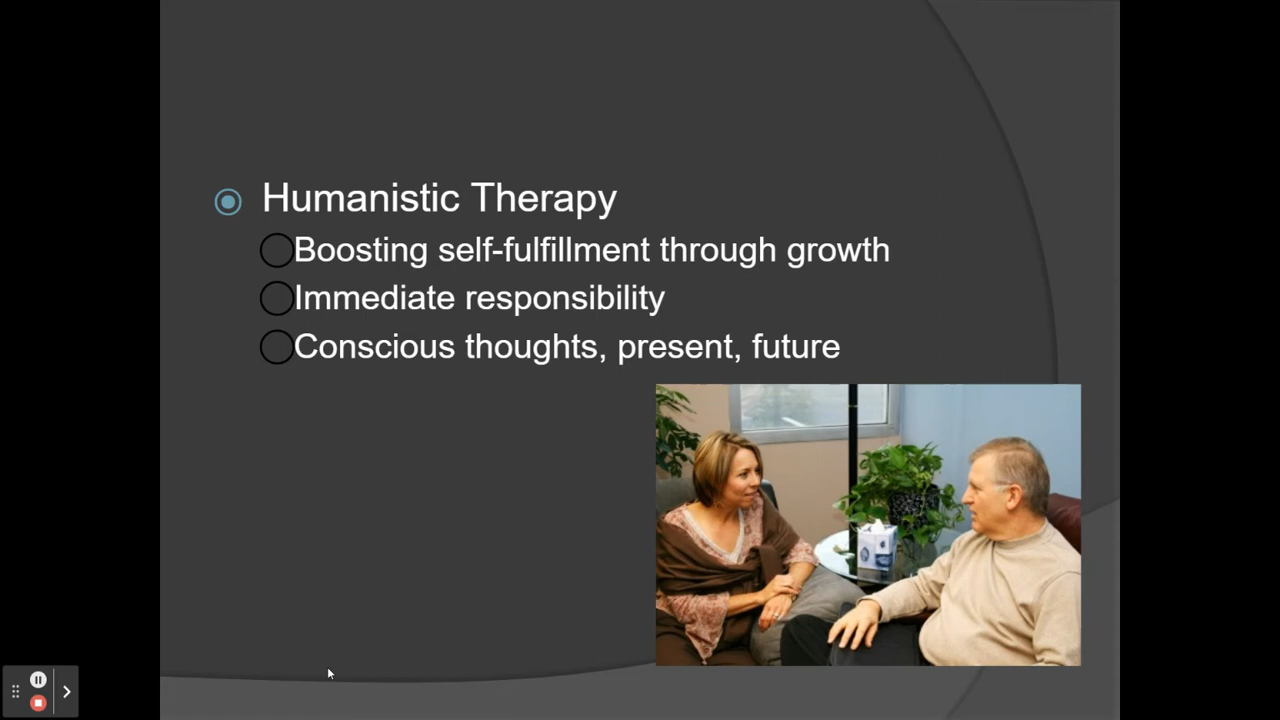 Humanistic Therapy
Boosting self-fulfillment through growth
Immediate responsibility
Conscious thoughts, present, future